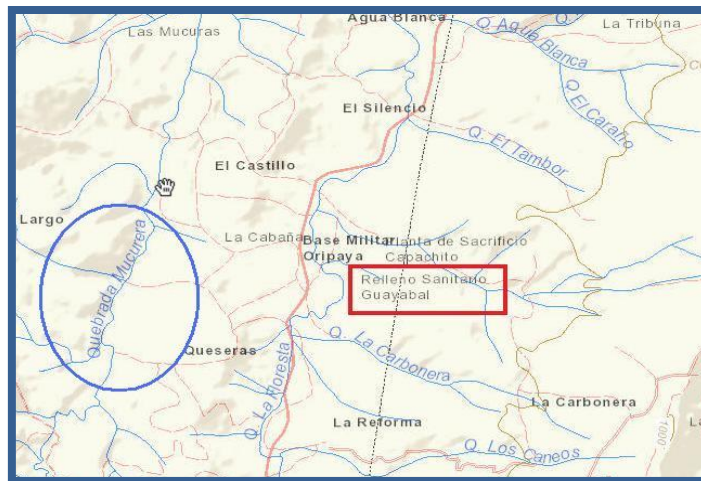 Agua Blanca
Las Mucuras
Q. Agua Blanca
La Tribuna
El Silencio
Q. El Tambor
El Castillo
Largo
La Cabaña
Base Militar
Oripaya
Planta de Sacrificio
Capachito
Relleno Sanitario
Guayabal
Quebrada Mucurera
Queseras
Q. La Floresta
Q. La Carbonera
La Carbonera
La Reforma
Q. Los Caneos
1000